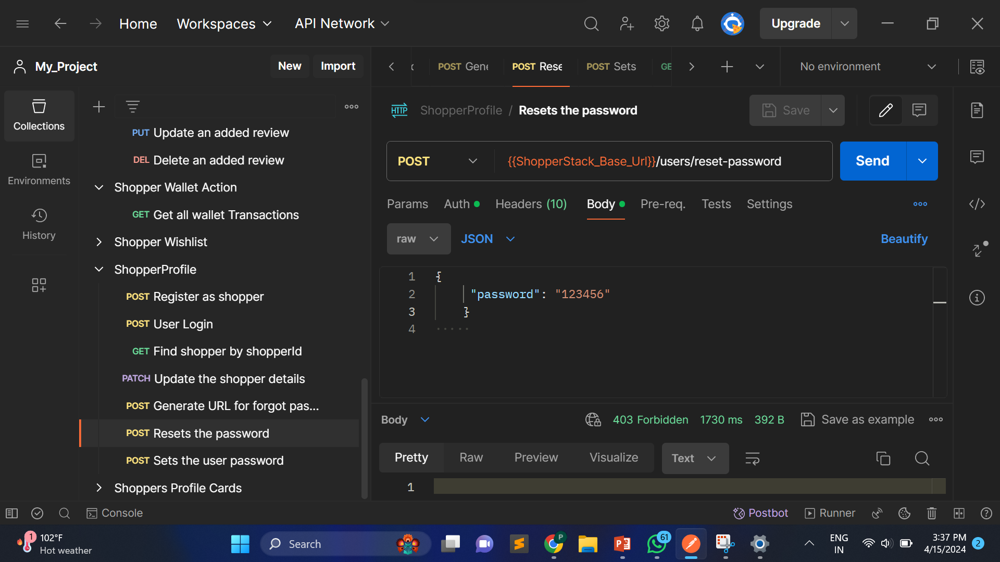 Home Workspaces API Network Upgrade
My_Project New Import POST Gene POST Rese POST Sets GE No environment
Collections
Environments
History
PUT Update an added review
DEL Delete an added review
Shopper Wallet Action
GET Get all wallet Transactions
Shopper Wishlist
ShopperProfile
POST Register as shopper
POST User Login
GET Find shopper by shopperId
PATCH Update the shopper details
POST Generate URL for forgot pas...
POST Resets the password
POST Sets the user password
Shoppers Profile Cards
HTTP ShopperProfile / Resets the password Save
POST {{ShopperStack_Base_Url}}/users/reset-password Send
Params Auth Headers (10) Body Pre-req. Tests Settings
raw JSON Beautify
1 {
2 "password": "123456"
3 }
4
Body 403 Forbidden 1730 ms 392 B Save as example
Pretty Raw Preview Visualize Text
1
Console Postbot Runner
1 102°F
Hot weather
Search
P
61
ENG
IN
3:37 PM
4/15/2024
2